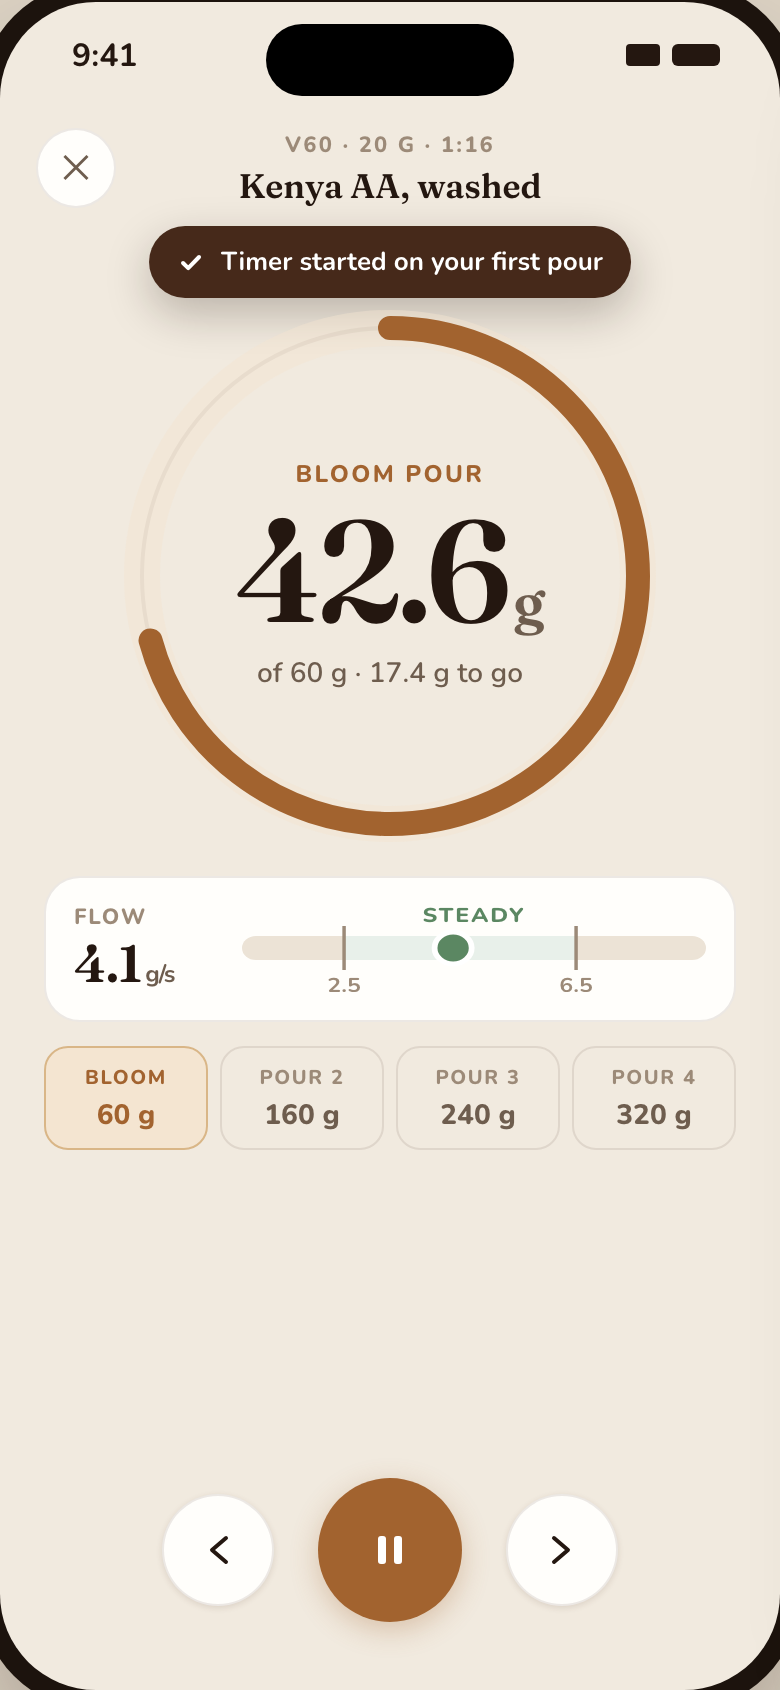 9:41
V60 · 20 G · 1:16
Kenya AA, washed
Timer started on your first pour
BLOOM POUR
42.6g
of 60 g · 17.4 g to go
FLOW
4.1g/s
STEADY
2.5
6.5
BLOOM
60 g
POUR 2
160 g
POUR 3
240 g
POUR 4
320 g